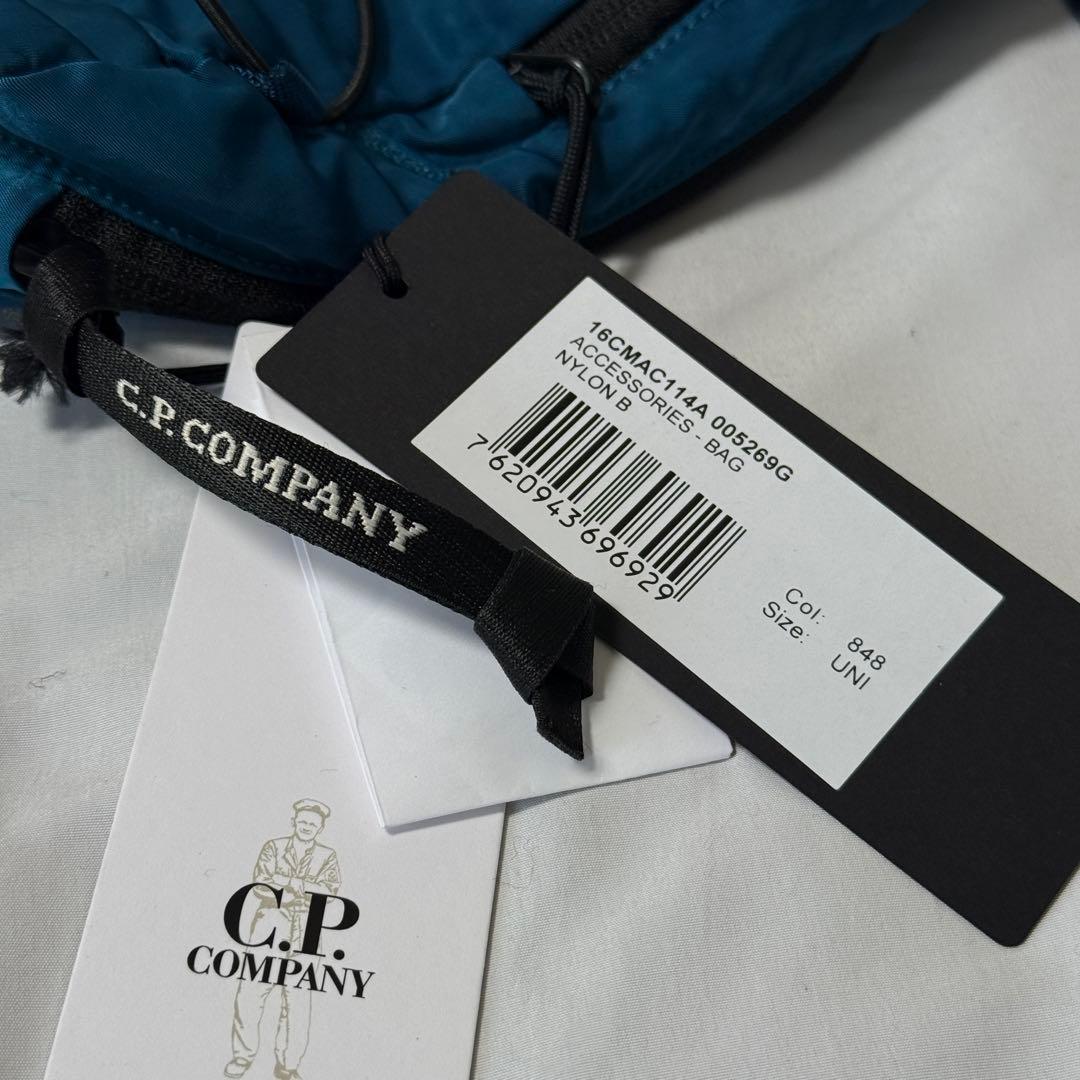 16CMAC114A 005269G
ACCESSORIES - BAG
NYLON B
7 620943 696929
Col: 848
Size: UNI
C.P. COMPANY
C.P.
COMPANY